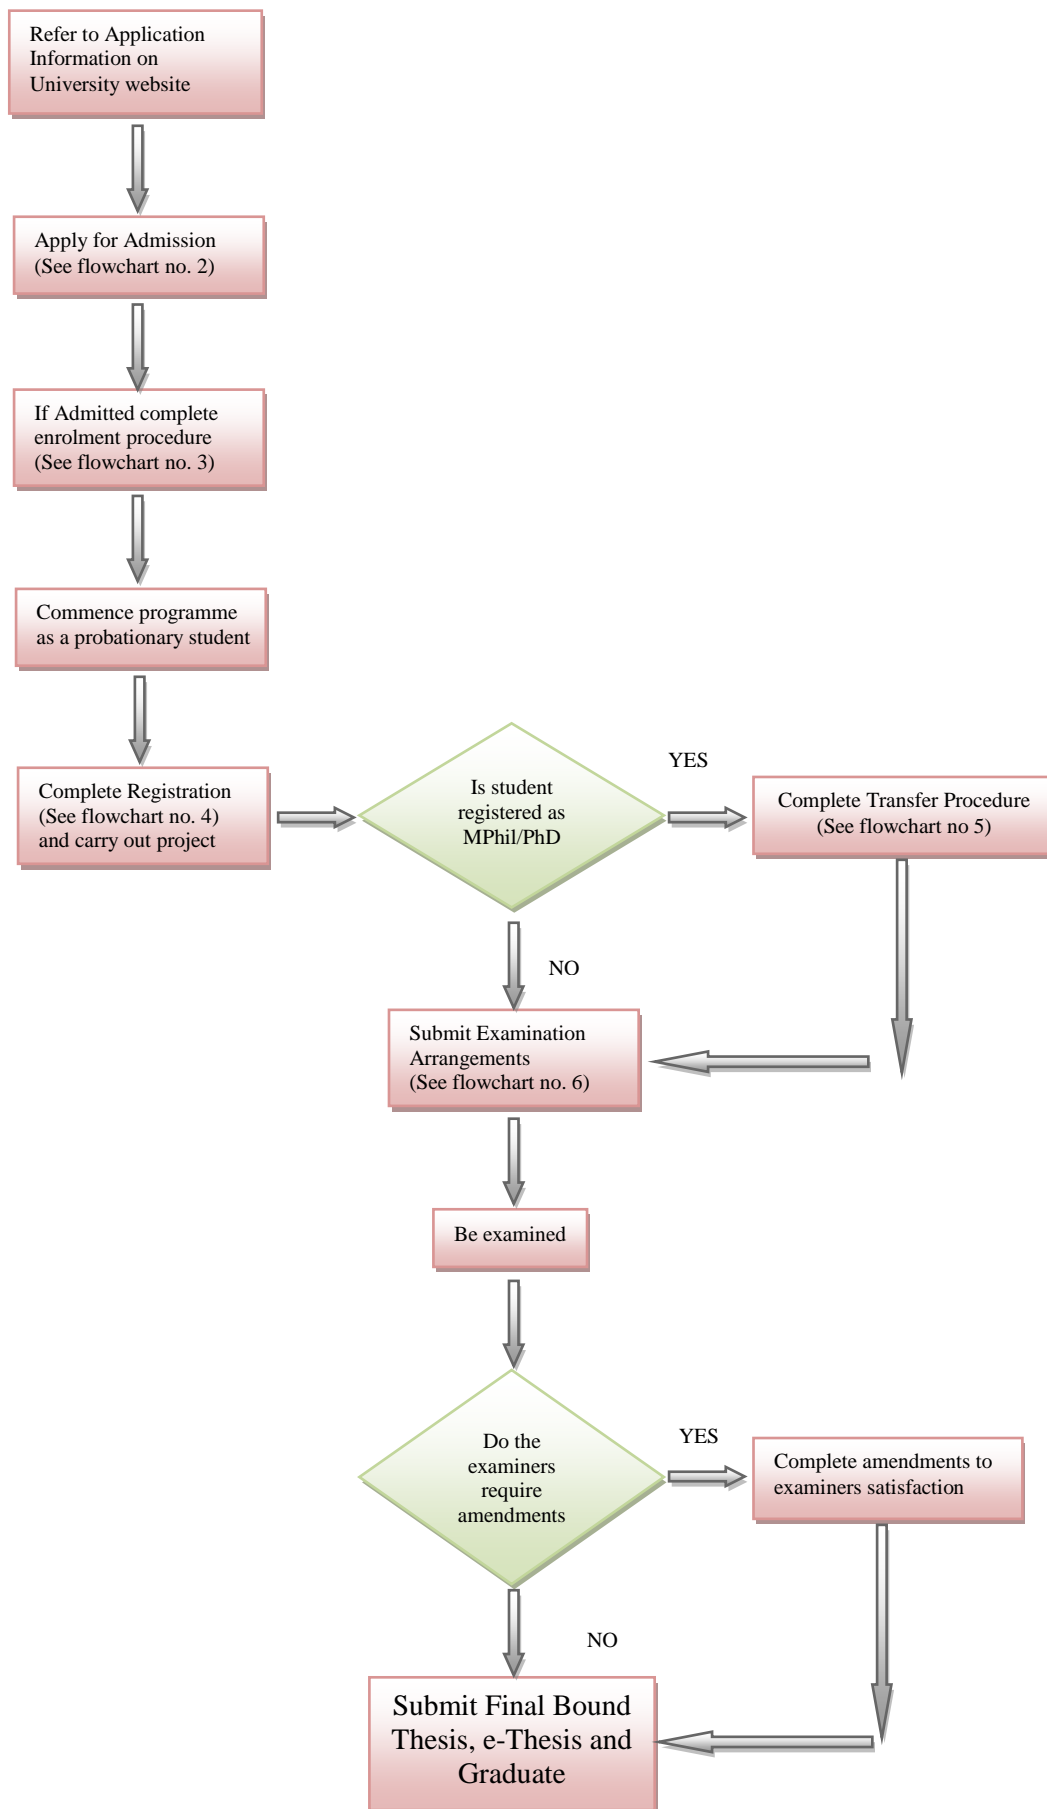 Refer to Application
Information on
University website
Apply for Admission
(See flowchart no. 2)
If Admitted complete
enrolment procedure
(See flowchart no. 3)
Commence programme
as a probationary student
Complete Registration
(See flowchart no. 4)
and carry out project
Is student
registered as
MPhil/PhD
YES
Complete Transfer Procedure
(See flowchart no 5)
NO
Submit Examination
Arrangements
(See flowchart no. 6)
Be examined
Do the
examiners
require
amendments
YES
Complete amendments to
examiners satisfaction
NO
Submit Final Bound
Thesis, e-Thesis and
Graduate